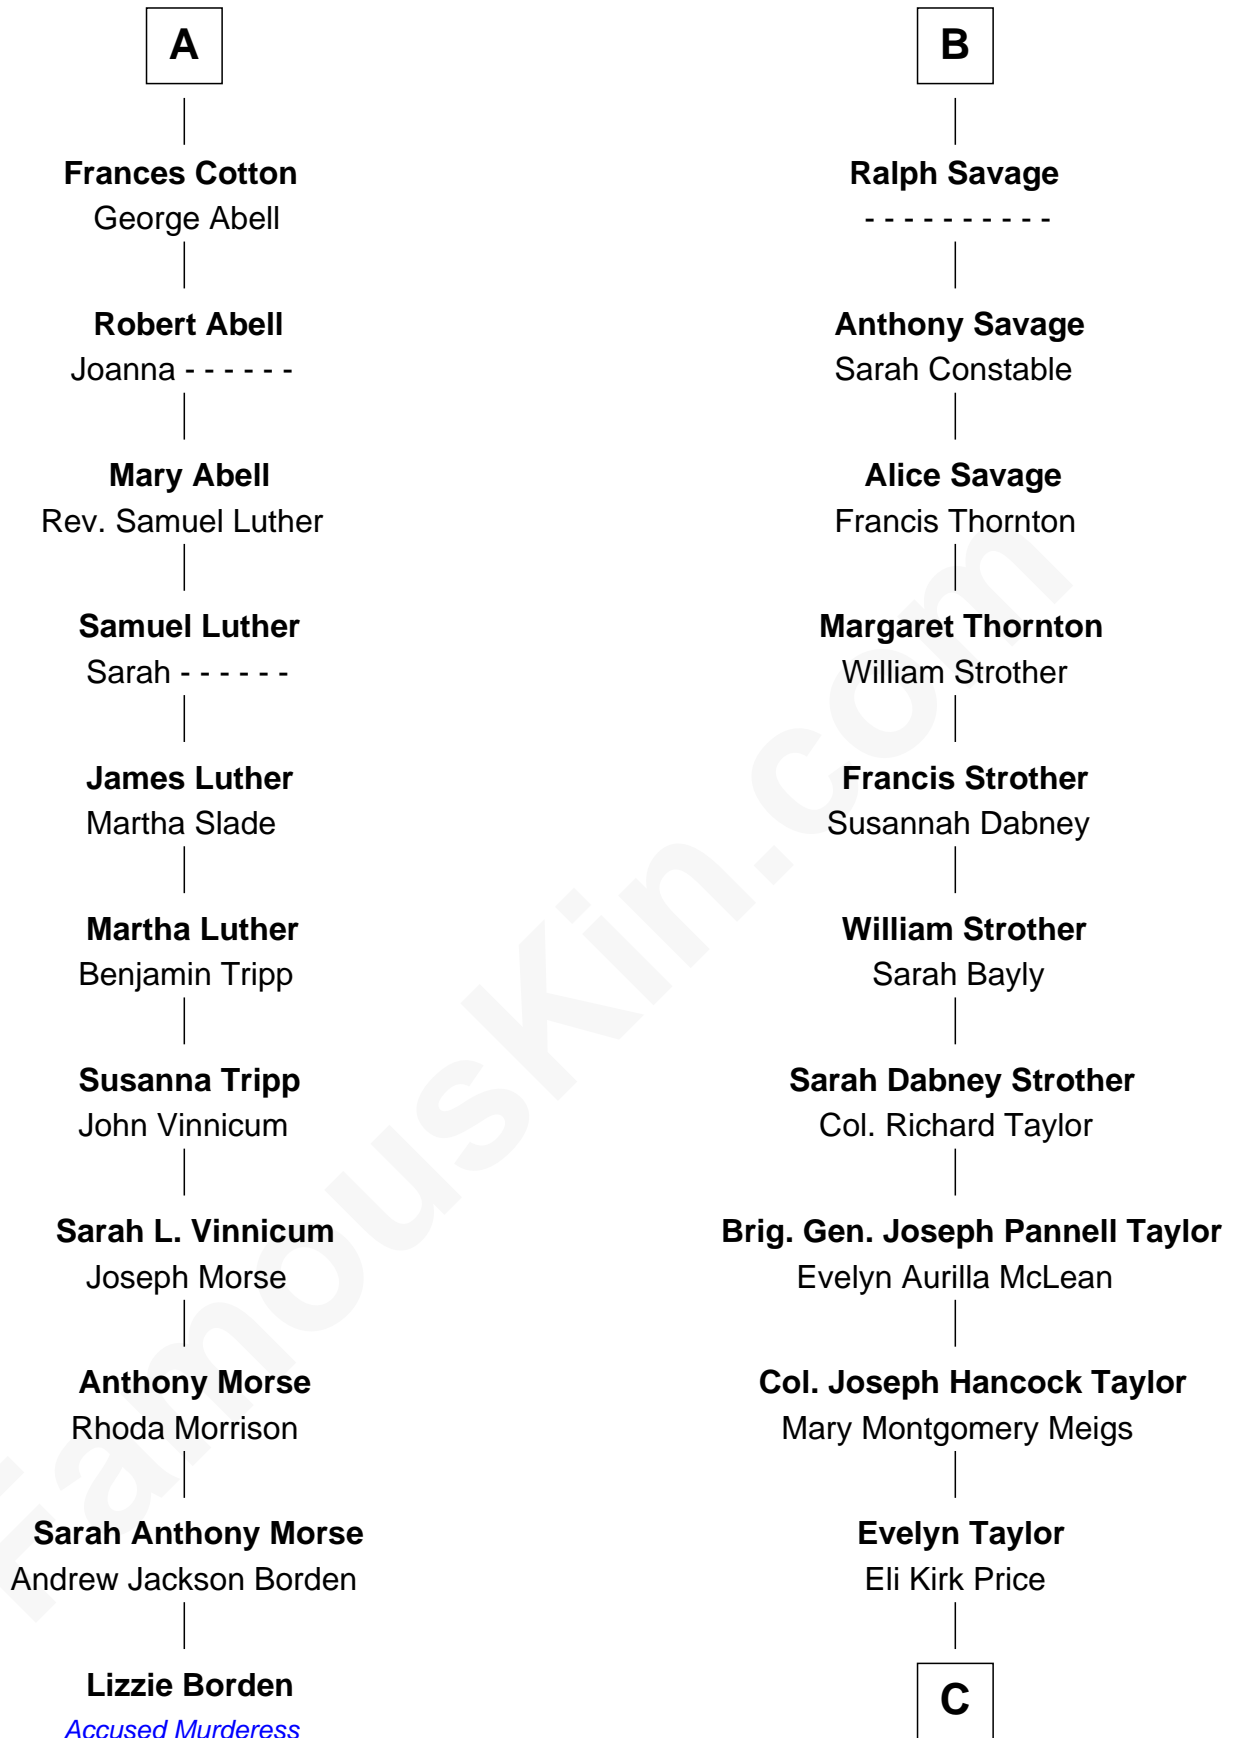 A
Frances Cotton
George Abell
Robert Abell
Joanna - - - - - -
Mary Abell
Rev. Samuel Luther
Samuel Luther
Sarah - - - - - -
James Luther
Martha Slade
Martha Luther
Benjamin Tripp
Susanna Tripp
John Vinnicum
Sarah L. Vinnicum
Joseph Morse
Anthony Morse
Rhoda Morrison
Sarah Anthony Morse
Andrew Jackson Borden
Lizzie Borden
Accused Murderess
B
Ralph Savage
- - - - - - - - - -
Anthony Savage
Sarah Constable
Alice Savage
Francis Thornton
Margaret Thornton
William Strother
Francis Strother
Susannah Dabney
William Strother
Sarah Bayly
Sarah Dabney Strother
Col. Richard Taylor
Brig. Gen. Joseph Pannell Taylor
Evelyn Aurilla McLean
Col. Joseph Hancock Taylor
Mary Montgomery Meigs
Evelyn Taylor
Eli Kirk Price
C
FamousKin.com